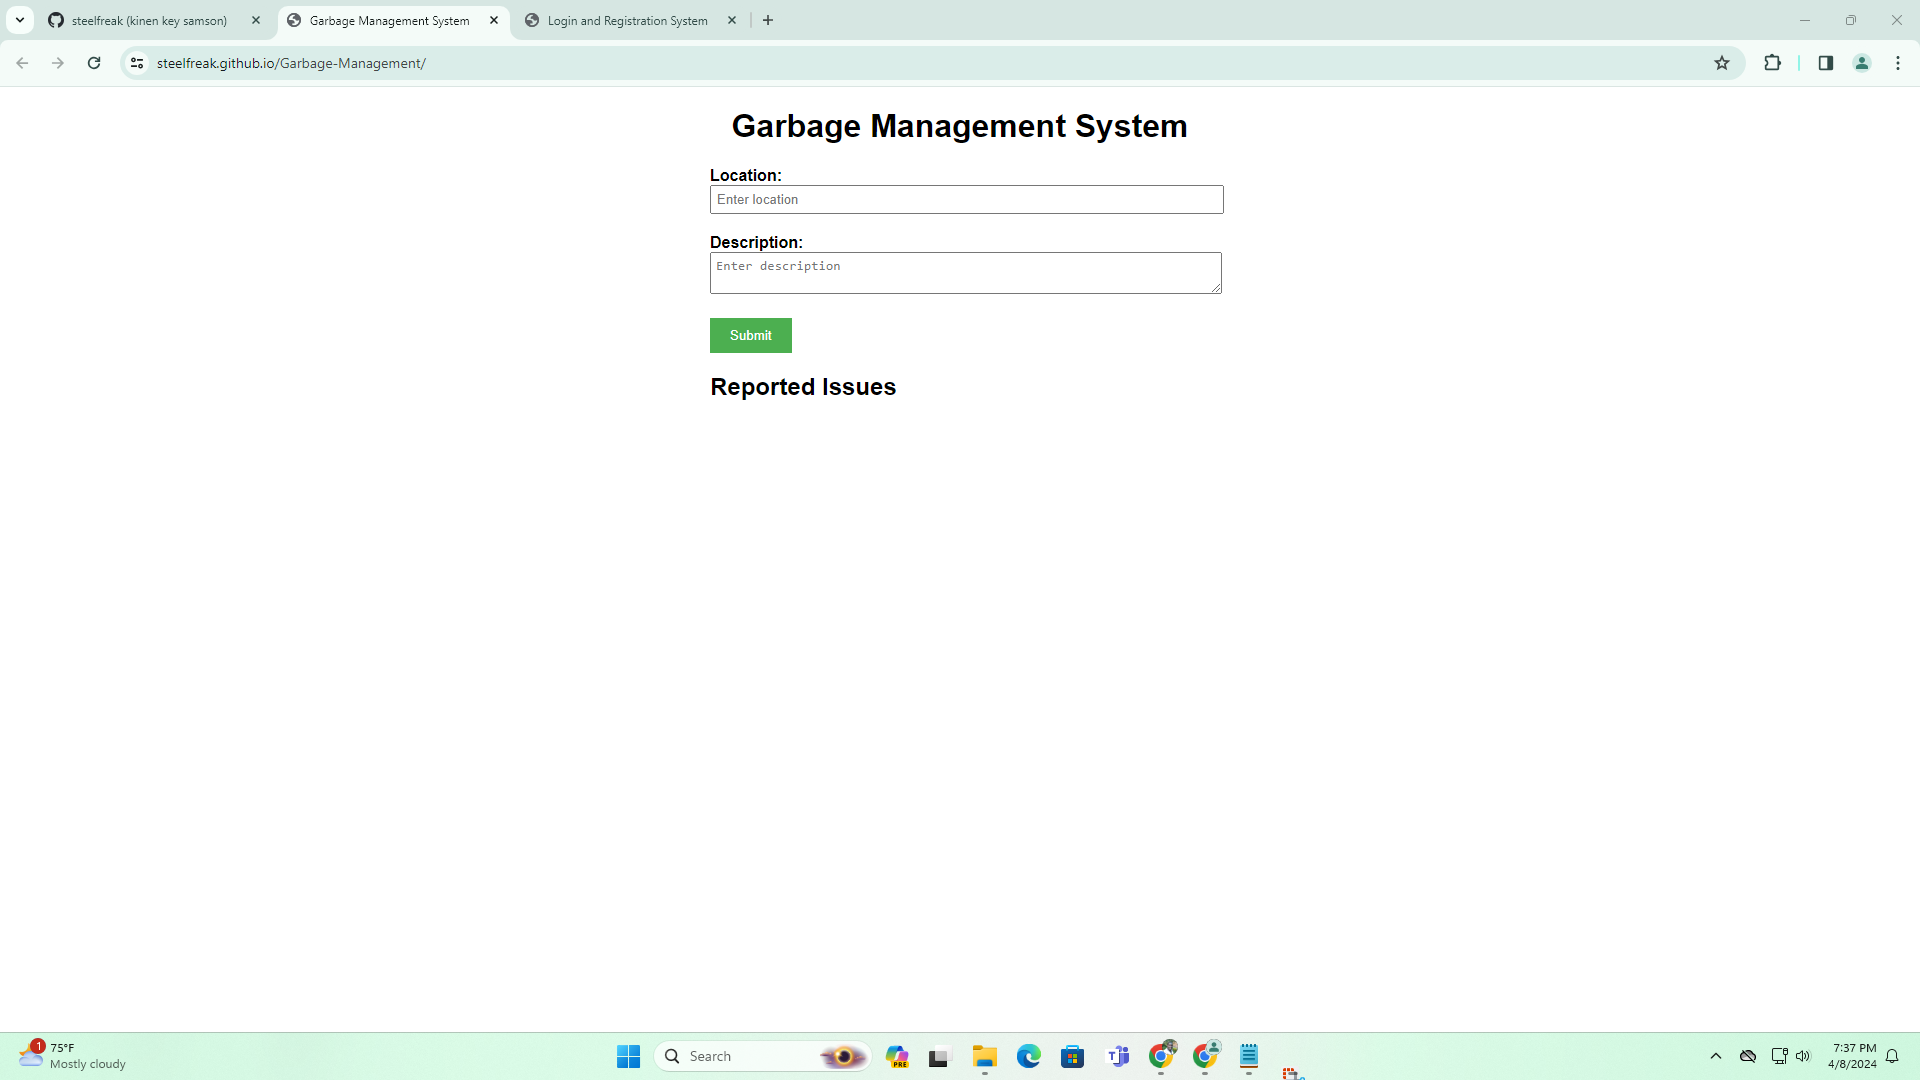 steelfreak (kinen key samson)
Garbage Management System
Login and Registration System
steelfreak.github.io/Garbage-Management/
Garbage Management System
Location:
Enter location
Description:
Enter description
Submit
Reported Issues
1
75°F
Mostly cloudy
Search
PRE
7:37 PM
4/8/2024